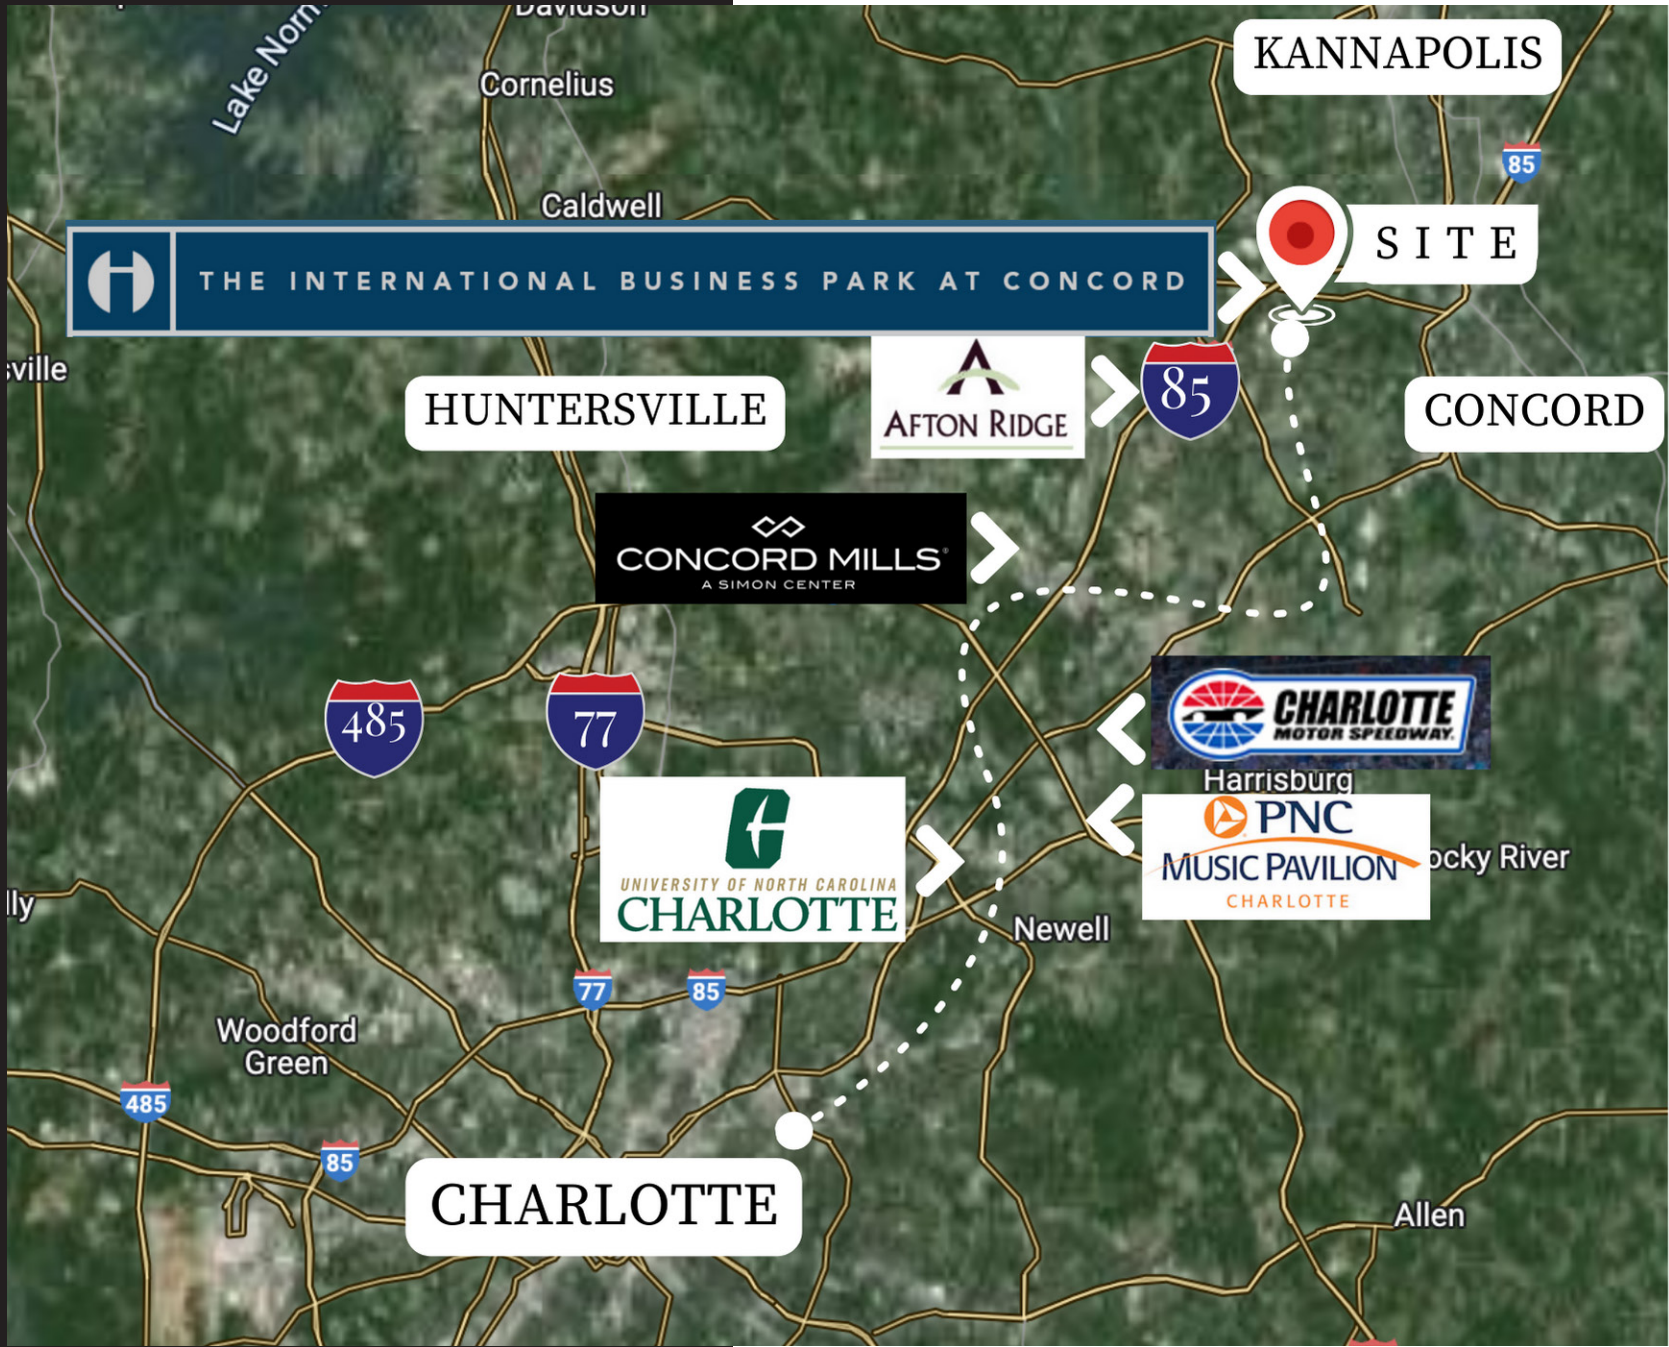 Davidson
Lake Norm
Cornelius
KANNAPOLIS
85
Caldwell
SITE
THE INTERNATIONAL BUSINESS PARK AT CONCORD
sville
HUNTERSVILLE
AFTON RIDGE
85
CONCORD
CONCORD MILLS®
A SIMON CENTER
485
77
CHARLOTTE
MOTOR SPEEDWAY.
Harrisburg
PNC
MUSIC PAVILION
CHARLOTTE
ocky River
UNIVERSITY OF NORTH CAROLINA
CHARLOTTE
lly
Newell
77
85
Woodford
Green
485
85
CHARLOTTE
Allen